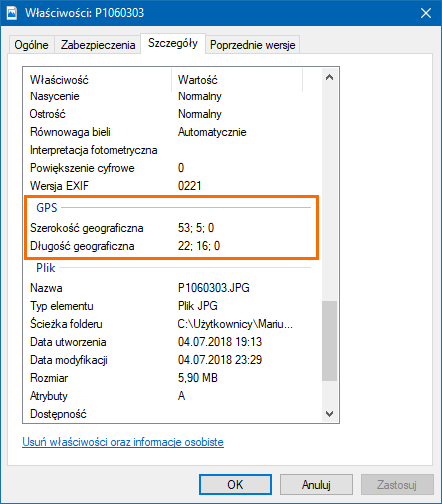 Właściwości: P1060303
Ogólne Zabezpieczenia Szczegóły Poprzednie wersje
Właściwość Wartość
Nasycenie Normalny
Ostrość Normalny
Równowaga bieli Automatycznie
Interpretacja fotometryczna
Powiększenie cyfrowe 0
Wersja EXIF 0221
GPS
Szerokość geograficzna 53; 5; 0
Długość geograficzna 22; 16; 0
Plik
Nazwa P1060303.JPG
Typ elementu Plik JPG
Ścieżka folderu C:\Użytkownicy\Mariu...
Data utworzenia 04.07.2018 19:13
Data modyfikacji 04.07.2018 23:29
Rozmiar 5,90 MB
Atrybuty A
Dostępność
Usuń właściwości oraz informacje osobiste
OK Anuluj Zastosuj